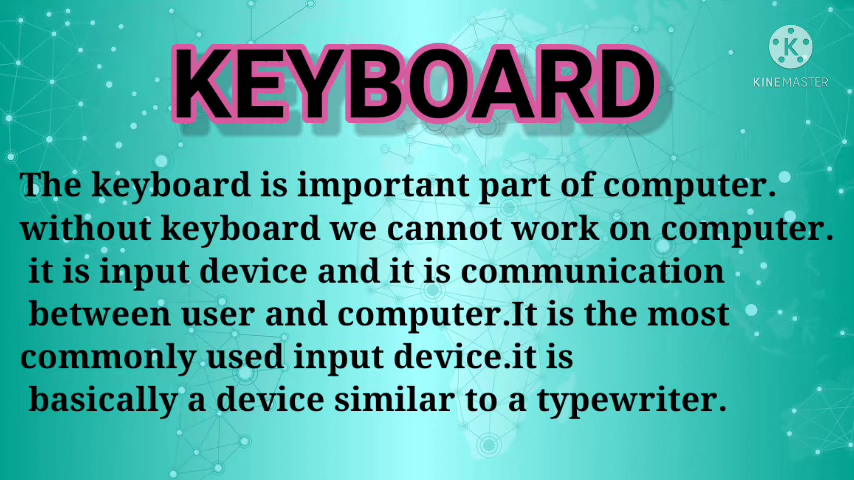 KEYBOARD
K
KINEMASTER
The keyboard is important part of computer.
without keyboard we cannot work on computer.
it is input device and it is communication
between user and computer.It is the most
commonly used input device.it is
basically a device similar to a typewriter.